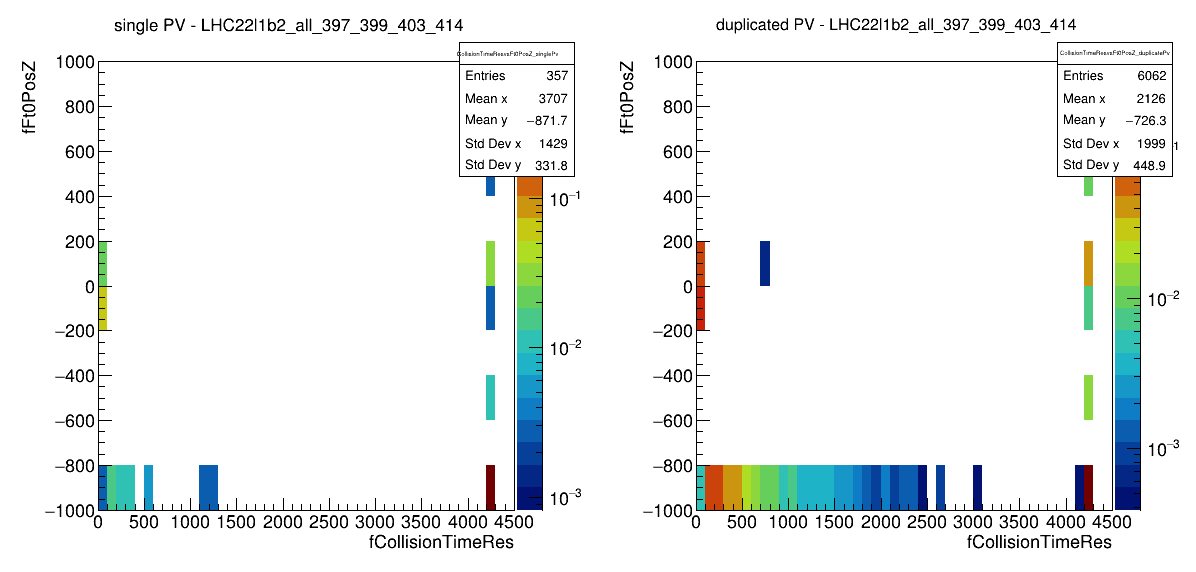 single PV - LHC22l1b2_all_397_399_403_414
CollisionTimeResvsFt0PosZ_singlePv
Entries 357
Mean x 3707
Mean y −871.7
Std Dev x 1429
Std Dev y 331.8
fFt0PosZ
1000
800
600
400
200
0
−200
−400
−600
−800
−1000
0 500 1000 1500 2000 2500 3000 3500 4000 4500
fCollisionTimeRes
10−1
10−2
10−3
duplicated PV - LHC22l1b2_all_397_399_403_414
CollisionTimeResvsFt0PosZ_duplicatePv
Entries 6062
Mean x 2126
Mean y −726.3
Std Dev x 1999
Std Dev y 448.9
fFt0PosZ
1000
800
600
400
200
0
−200
−400
−600
−800
−1000
0 500 1000 1500 2000 2500 3000 3500 4000 4500
fCollisionTimeRes
1
10−2
10−3